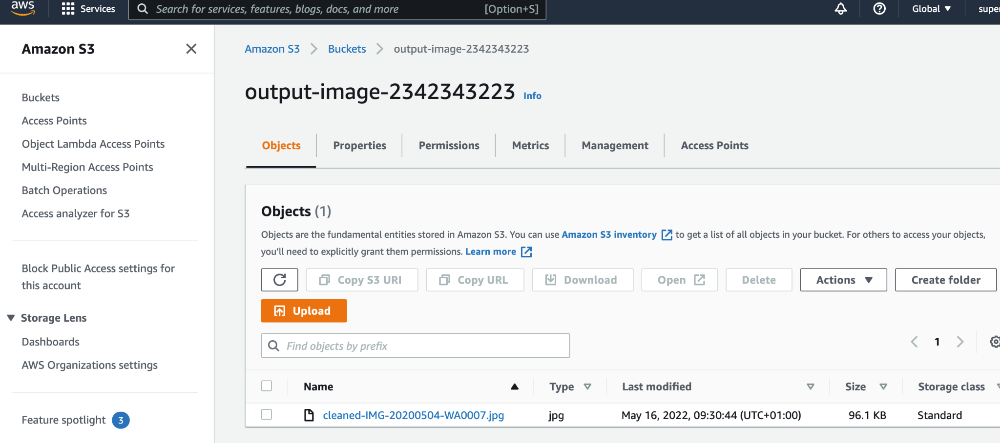 aws
Services
Search for services, features, blogs, docs, and more
[Option+S]
Global
Amazon S3
Buckets
Access Points
Object Lambda Access Points
Multi-Region Access Points
Batch Operations
Access analyzer for S3
Block Public Access settings for
this account
Storage Lens
Dashboards
AWS Organizations settings
Feature spotlight 3
Amazon S3 > Buckets > output-image-2342343223
output-image-2342343223 Info
Objects
Properties
Permissions
Metrics
Management
Access Points
Objects (1)
Objects are the fundamental entities stored in Amazon S3. You can use Amazon S3 inventory to get a list of all objects in your bucket. For others to access your objects,
you'll need to explicitly grant them permissions. Learn more
Copy S3 URI
Copy URL
Download
Open
Delete
Actions
Create folder
Upload
Find objects by prefix
1
Name
Type
Last modified
Size
Storage class
cleaned-IMG-20200504-WA0007.jpg
jpg
May 16, 2022, 09:30:44 (UTC+01:00)
96.1 KB
Standard